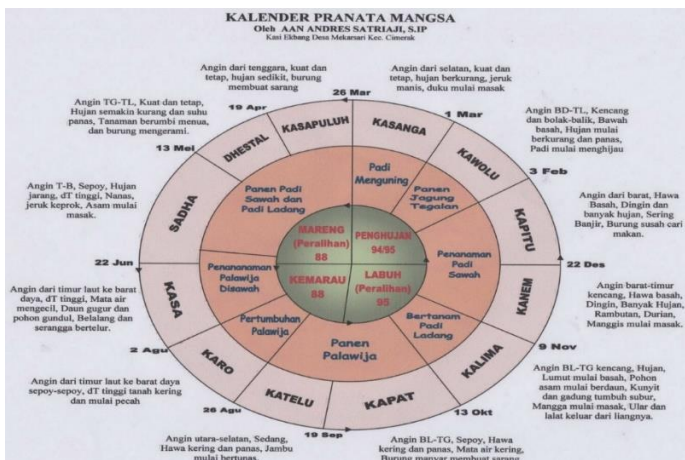 KALENDER PRANATA MANGSA
Oleh AAN ANDRES SATRIAJI, S.IP
Kasi Ekbang Desa Mekarsari Kec. Cimerak
Angin dari tenggara, kuat dan
tetap, hujan sedikit, burung
membuat sarang
Angin dari selatan, kuat dan
tetap, hujan berkurang, jeruk
manis, duku mulai masak
26 Mar
19 Apr
1 Mar
Angin TG-TL, Kuat dan tetap,
Hujan semakin kurang dan suhu
panas, Tanaman berumbi menua,
dan burung mengerami.
Angin BD-TL, Kencang
dan bolak-balik, Bawah
basah, Hujan mulai
berkurang dan panas,
Padi mulai menghijau
13 Mei
3 Feb
DHESTAL
KASAPULUH
KASANGA
KAWOLU
Angin T-B, Sepoy, Hujan
jarang, dT tinggi, Nanas,
jeruk keprok, Asam mulai
masak.
SADHA
KAPITU
Angin dari barat, Hawa
Basah, Dingin dan
banyak hujan, Sering
Banjir, Burung susah cari
makan.
Panen Padi
Sawah dan
Padi Ladang
Padi
Menguning
Panen
Jagung
Tegalan
MARENG
(Peralihan)
88
PENGHUJAN
94/95
KEMARAU
88
LABUH
(Peralihan)
95
22 Jun
22 Des
Penanaman
Palawija
Disawah
Penanaman
Padi
Sawah
KASA
KANEM
Angin dari timur laut ke barat
daya, dT tinggi, Mata air
mengecil, Daun gugur dan
pohon gundul, Belalang dan
serangga bertelur.
Angin barat-timur
kencang, Hawa basah,
Dingin, Banyak Hujan,
Rambutan, Durian,
Manggis mulai masak.
Pertumbuhan
Palawija
Panen
Palawija
Bertanam
Padi
Ladang
2 Agu
9 Nov
KARO
KATELU
KAPAT
KALIMA
Angin dari timur laut ke barat daya
sepoy-sepoy, dT tinggi tanah kering
dan mulai pecah
Angin BL-TG kencang, Hujan,
Lumut mulai basah, Pohon
asam mulai berdaun, Kunyit
dan gadung tumbuh subur,
Mangga mulai masak, Ular dan
lalat keluar dari liangnya.
26 Agu
19 Sep
13 Okt
Angin utara-selatan, Sedang,
Hawa kering dan panas, Jambu
mulai bertunas.
Angin BL-TG, Sepoy, Hawa
kering dan panas, Mata air kering,
Burung manyar membuat sarang